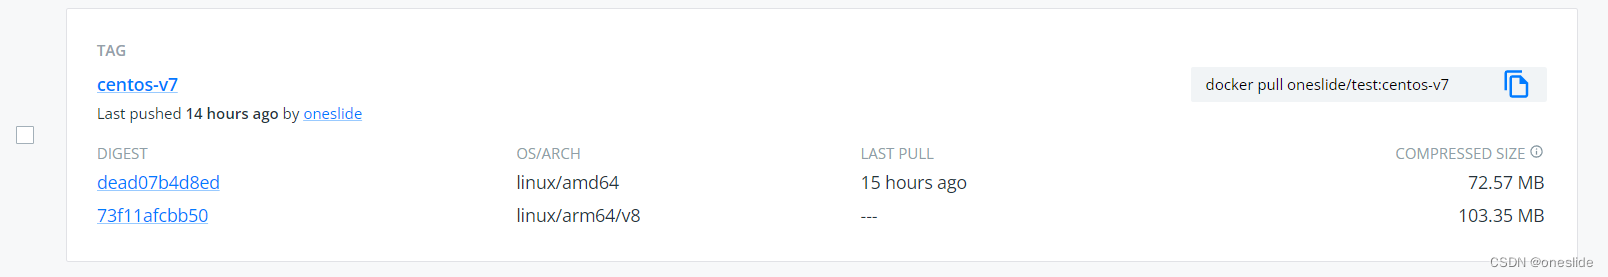 TAG
centos-v7
docker pull oneslide/test:centos-v7
Last pushed 14 hours ago by oneslide
DIGEST OS/ARCH LAST PULL COMPRESSED SIZE
dead07b4d8ed linux/amd64 15 hours ago 72.57 MB
73f11afcbb50 linux/arm64/v8 --- 103.35 MB
CSDN @oneslide